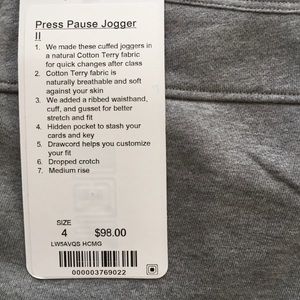 Press Pause Jogger
II
1. We made these cuffed joggers in
a natural Cotton Terry fabric
for quick changes after class
2. Cotton Terry fabric is
naturally breathable and soft
against your skin
3. We added a ribbed waistband,
cuff, and gusset for better
stretch and fit
4. Hidden pocket to stash your
cards and key
5. Drawcord helps you customize
your fit
6. Dropped crotch
7. Medium rise
SIZE
4 $98.00
LW5AVQS HCMG
000003769022